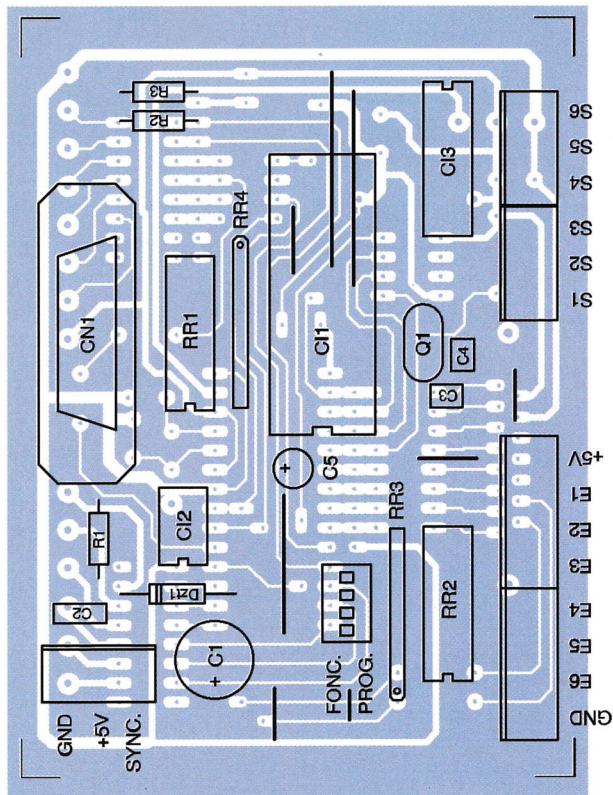 R3
R2
CI3
S6
S5
S4
S3
S2
S1
CN1
RR1
RR4
CI1
Q1
C4
C3
+
C5
+5V
E1
E2
E3
E4
E5
E6
GND
R1
CI2
RR3
RR2
C2
Dz1
+ C1
FONC.
PROG.
GND
+5V
SYNC.